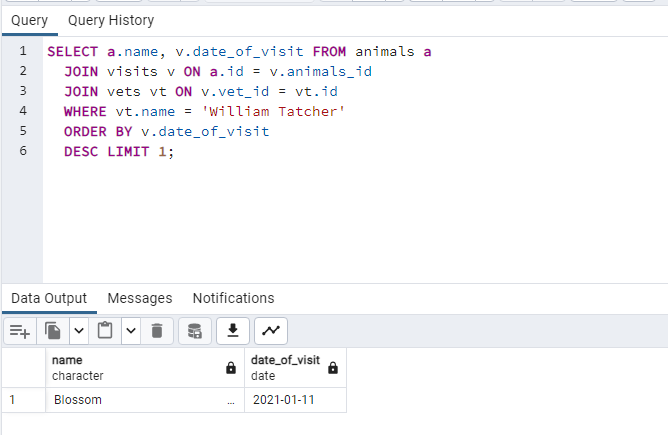 Query Query History
1 SELECT a.name, v.date_of_visit FROM animals a
2 JOIN visits v ON a.id = v.animals_id
3 JOIN vets vt ON v.vet_id = vt.id
4 WHERE vt.name = 'William Tatcher'
5 ORDER BY v.date_of_visit
6 DESC LIMIT 1;
Data Output Messages Notifications
name date_of_visit
character date
1 Blossom ... 2021-01-11